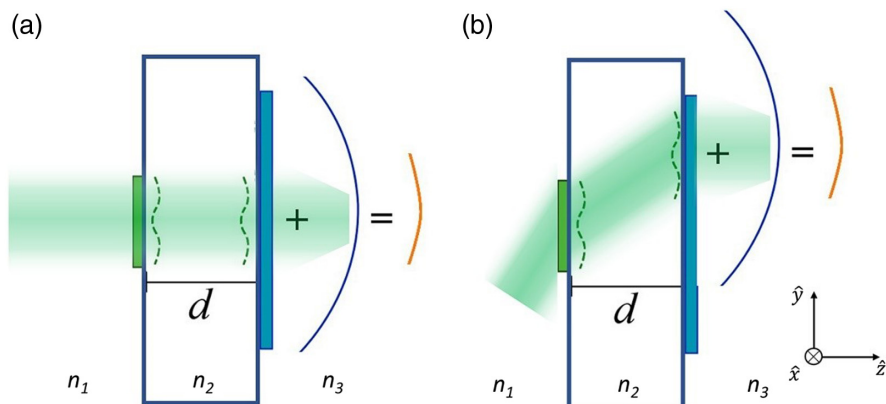 (a)
+
=
d
n1
n2
n3
(b)
+
=
d
n1
n2
n3
ŷ
x̂
ẑ